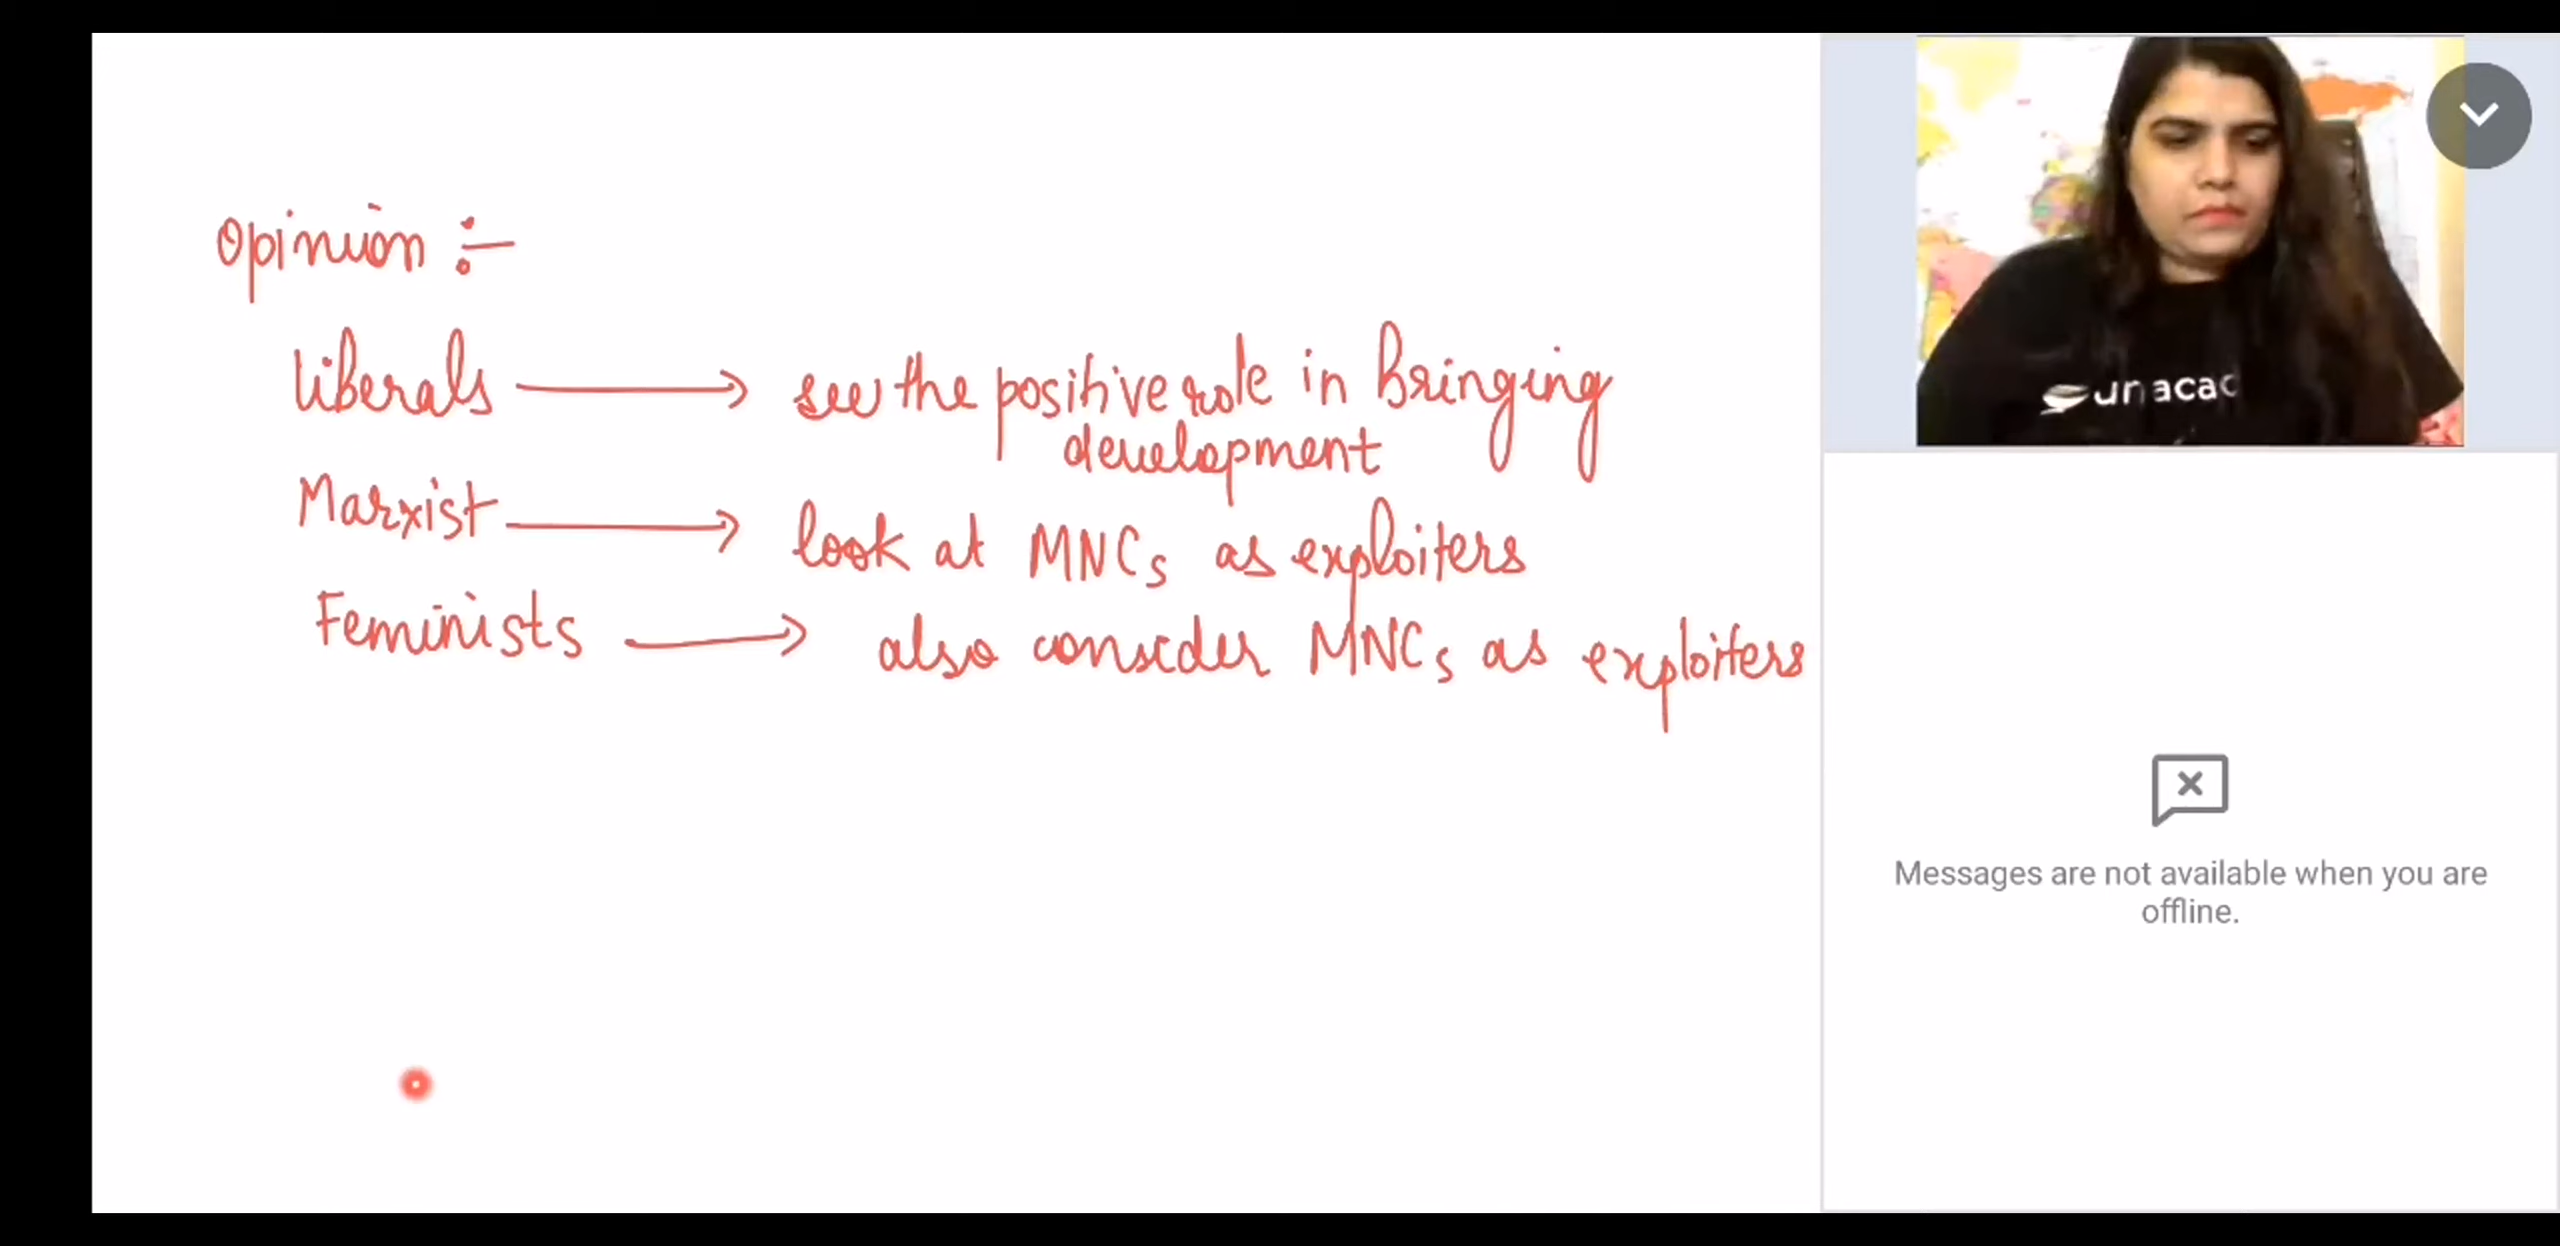 Opinion :-
Liberals → see the positive role in Bringing
development
Marxist → look at MNCs as exploiters
Feminists → also consider MNCs as exploiters
unacad
Messages are not available when you are
offline.